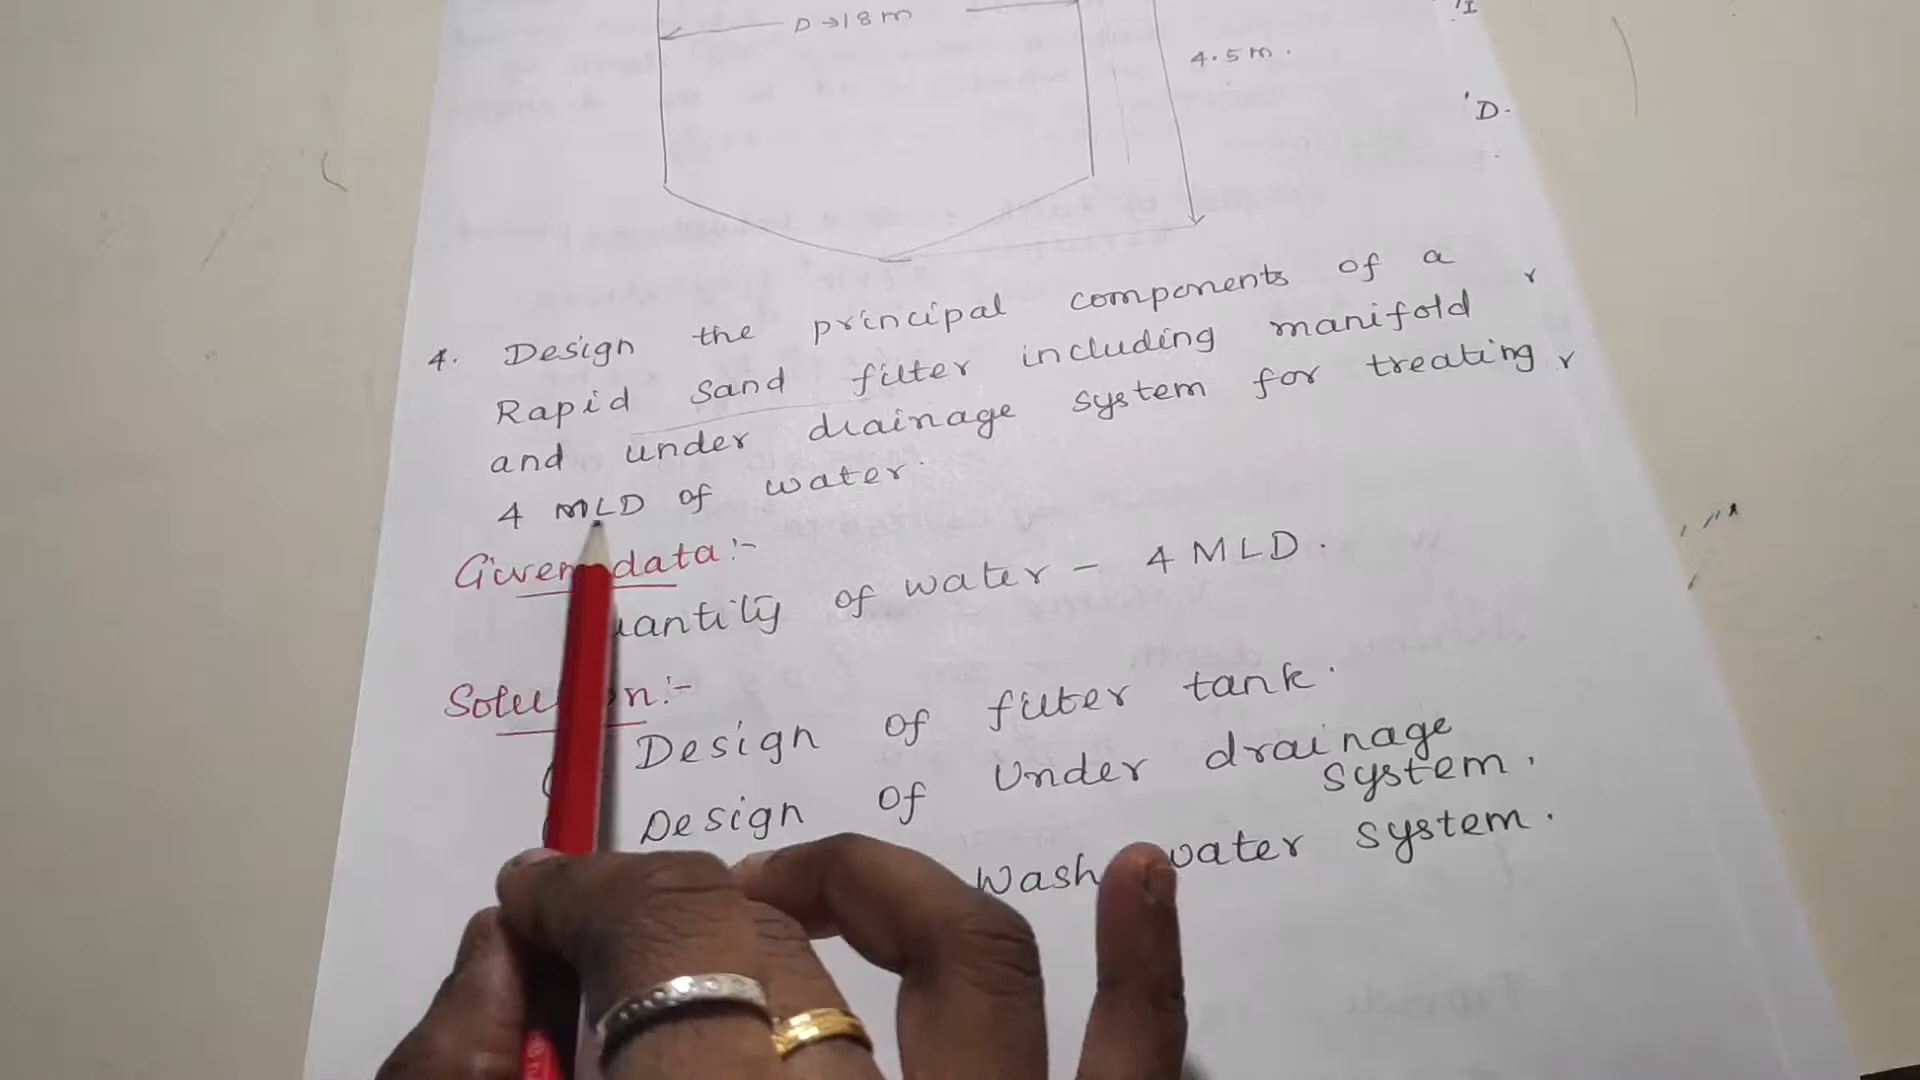 D→18m
4.5m.
'D-
4. Design the principal components of a
Rapid sand filter including manifold
and under drainage system for treating
4 MLD of water.
Given data:-
uantity of water - 4 MLD.
Solu n:-
Design of filter tank.
Design of under drainage
system.
Wash water system.